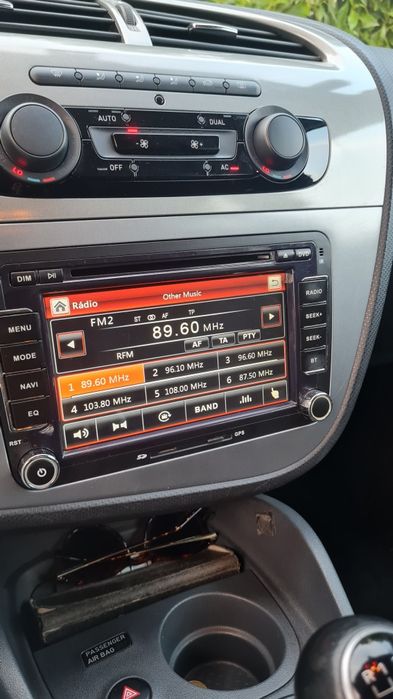 AUTO
DUAL
OFF
AC
LO
LO
DVD
DIM
Rádio
Other Music
RADIO
FM2
ST
AF
TP
89.60 MHz
SEEK+
MENU
RFM
AF
TA
PTY
SEEK-
MODE
1 89.60 MHz
2 96.10 MHz
3 96.60 MHz
BT
NAVI
4 103.80 MHz
5 108.00 MHz
6 87.50 MHz
EQ
BAND
RST
SD
GPS
PASSENGER
AIR BAG
R 1